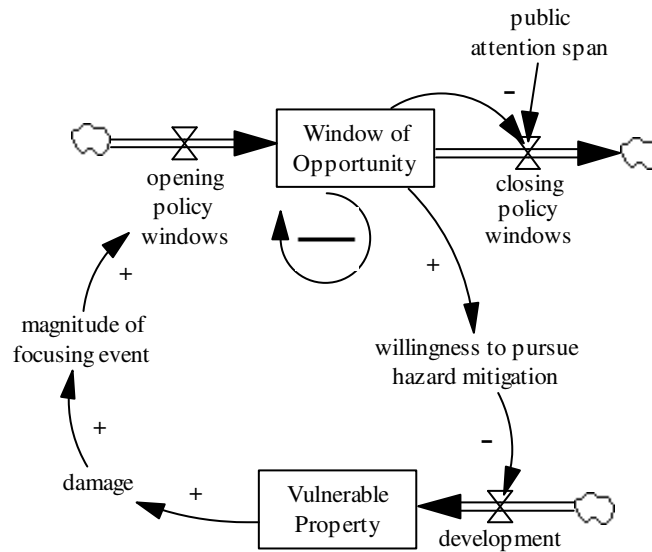 public
attention span
-
Window of
Opportunity
opening
policy
windows
closing
policy
windows
+
+
magnitude of
focusing event
willingness to pursue
hazard mitigation
+
-
damage
+
Vulnerable
Property
development